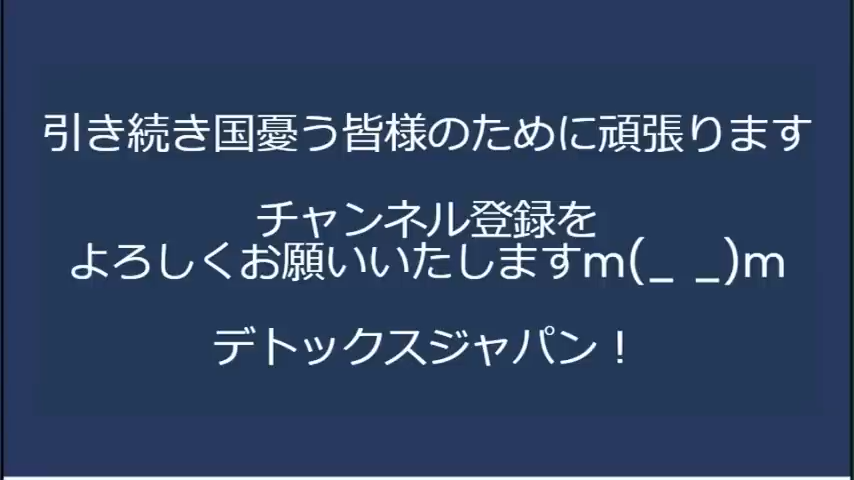 引き続き国憂う皆様のために頑張ります
チャンネル登録を
よろしくお願いいたしますm(_ _)m
デトックスジャパン！